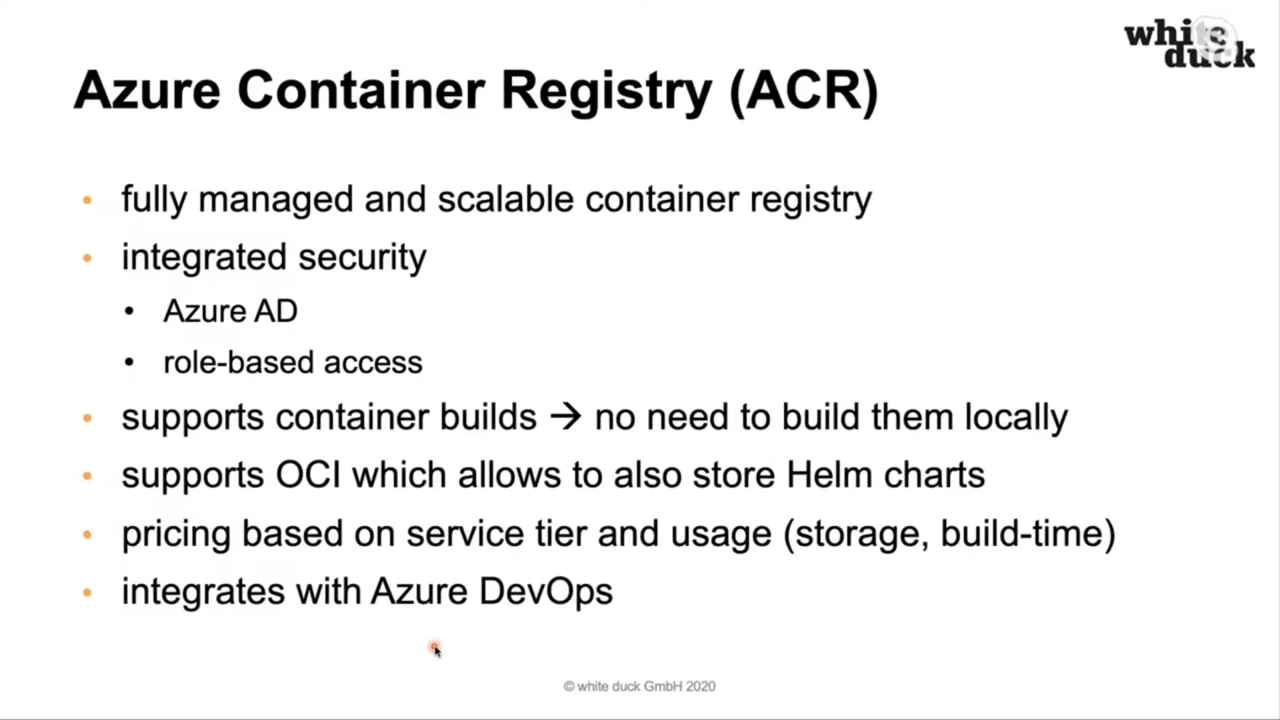 white
duck
Azure Container Registry (ACR)
• fully managed and scalable container registry
• integrated security
• Azure AD
• role-based access
• supports container builds → no need to build them locally
• supports OCI which allows to also store Helm charts
• pricing based on service tier and usage (storage, build-time)
• integrates with Azure DevOps
© white duck GmbH 2020